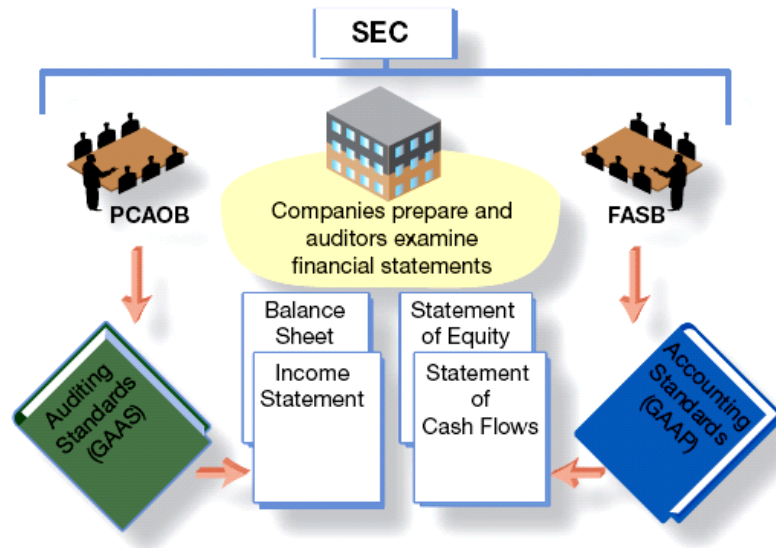 SEC
PCAOB
FASB
Companies prepare and
auditors examine
financial statements
Balance
Sheet
Statement
of Equity
Income
Statement
Statement
of
Cash Flows
Auditing
Standards
(GAAS)
Accounting
Standards
(GAAP)